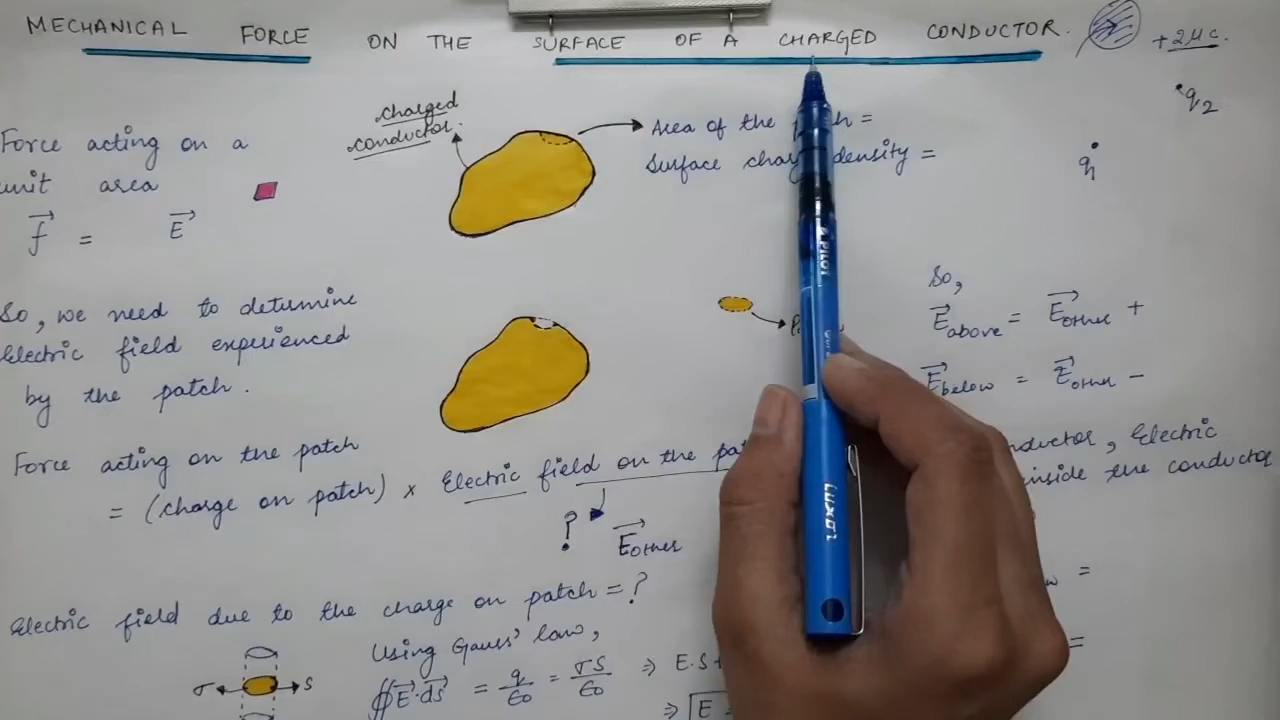 MECHANICAL FORCE ON THE SURFACE OF A CHARGED CONDUCTOR.
+2μc.
q2
q1
Force acting on a
unit area
f = E
charged
conductor.
Area of the =
Surface density =
So, we need to determine
Electric field experienced
by the patch.
So,
E above = E other +
E below = E other −
Force acting on the patch
= (charge on patch) × Electric field on the
? E other
Electric
inside the conductor
=
=
Electric field due to the charge on patch = ?
Using Gauss' law,
∯ E · ds = q/ε0 = σS/ε0 ⇒ E·S+
⇒ E =
σ S
PILOT
LUXOR